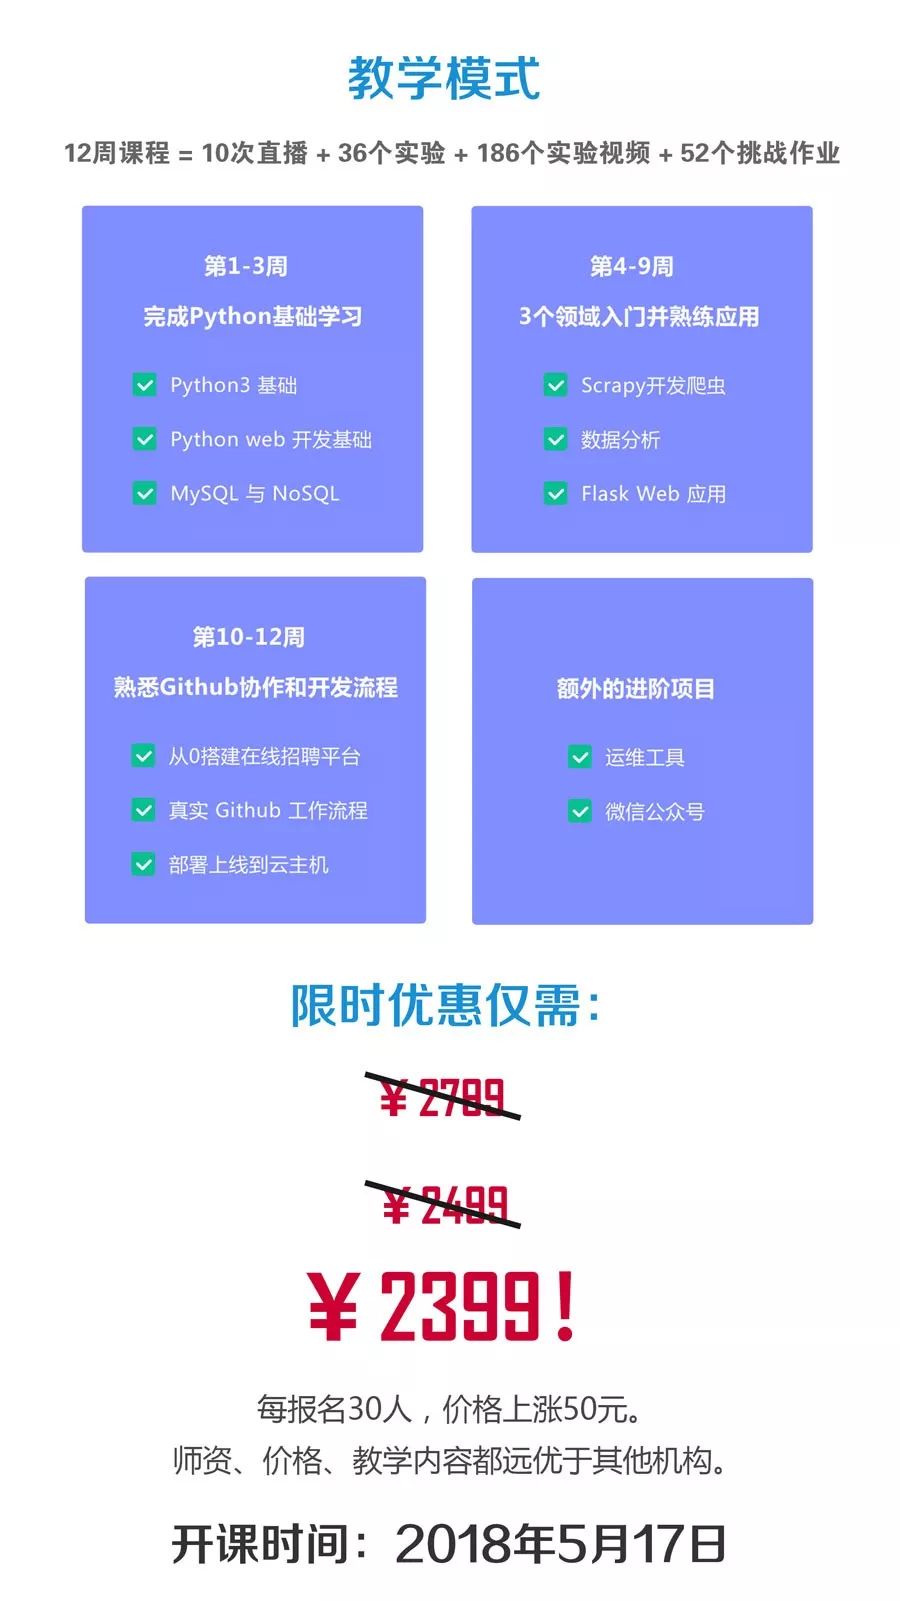 教学模式
12周课程 = 10次直播 + 36个实验 + 186个实验视频 + 52个挑战作业
第1-3周
完成Python基础学习
Python3 基础
Python web 开发基础
MySQL 与 NoSQL
第4-9周
3个领域入门并熟练应用
Scrapy开发爬虫
数据分析
Flask Web 应用
第10-12周
熟悉Github协作和开发流程
从0搭建在线招聘平台
真实 Github 工作流程
部署上线到云主机
额外的进阶项目
运维工具
微信公众号
限时优惠仅需：
¥ 2789
¥ 2499
¥ 2399!
每报名30人，价格上涨50元。
师资、价格、教学内容都远优于其他机构。
开课时间：2018年5月17日